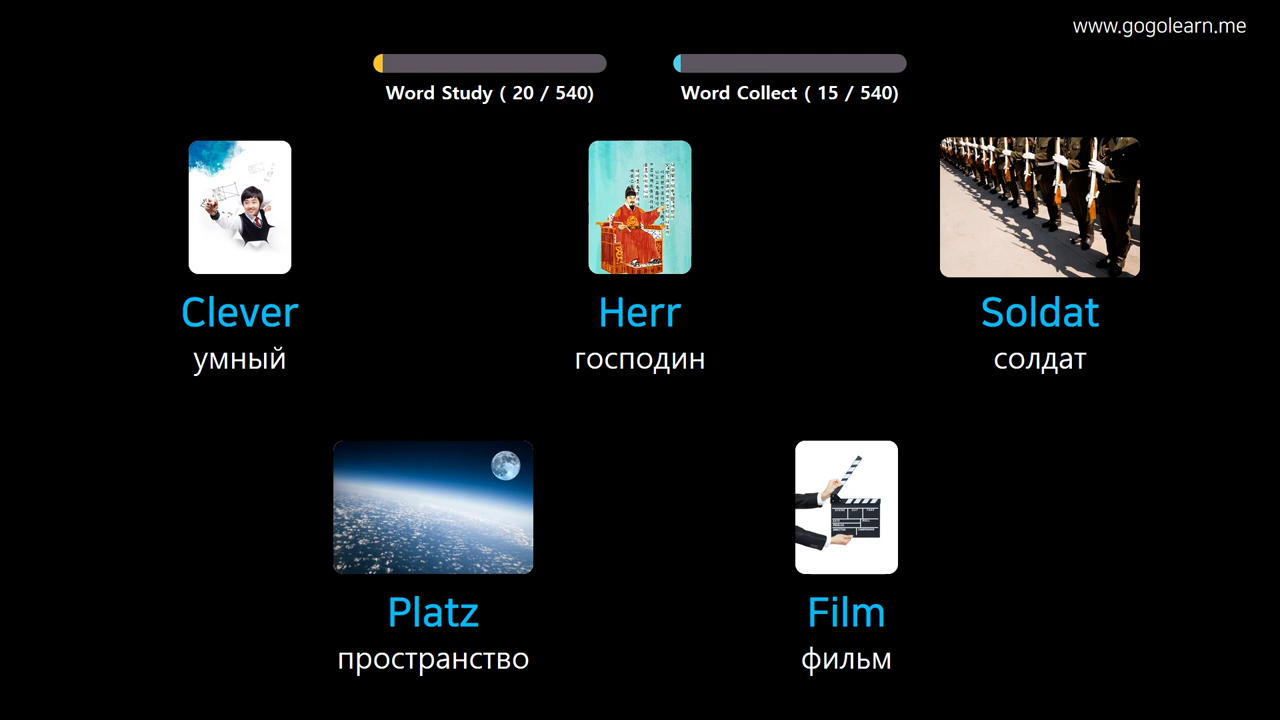 www.gogolearn.me
Word Study ( 20 / 540)
Word Collect ( 15 / 540)
Clever
умный
Herr
господин
Soldat
солдат
Platz
пространство
Film
фильм